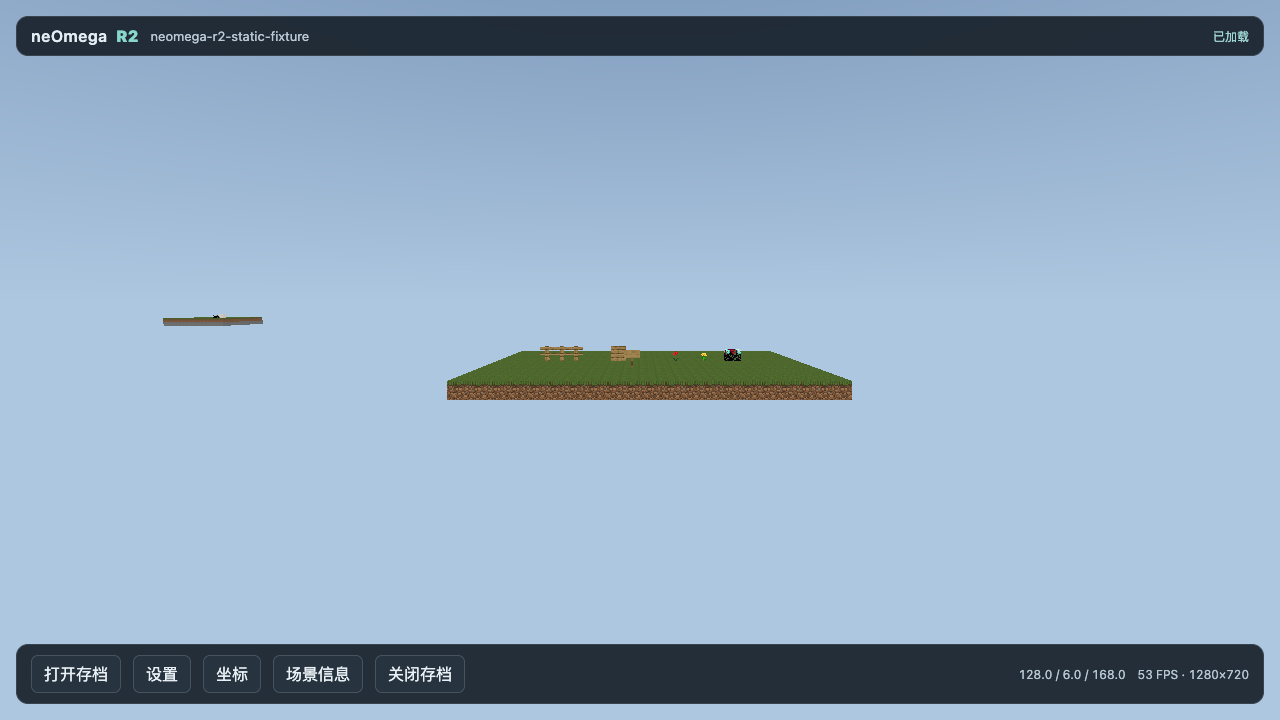 neOmega R2 neomega-r2-static-fixture 已加载
打开存档 设置 坐标 场景信息 关闭存档 128.0 / 6.0 / 168.0 53 FPS · 1280×720